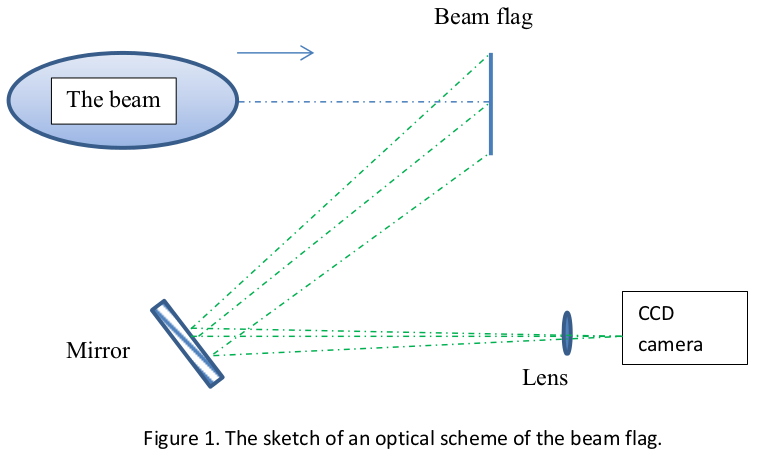 Beam flag
The beam
Mirror
Lens
CCD
camera
Figure 1. The sketch of an optical scheme of the beam flag.